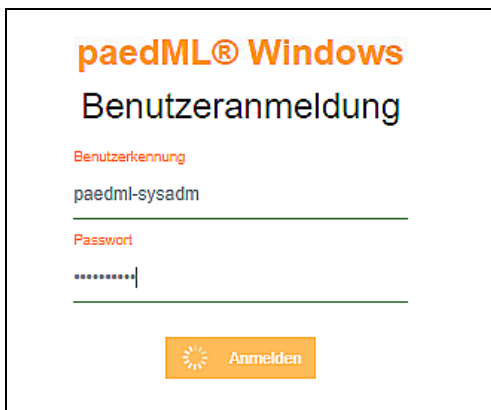 paedML® Windows
Benutzeranmeldung
Benutzerkennung
paedml-sysadm
Passwort
••••••••••
Anmelden